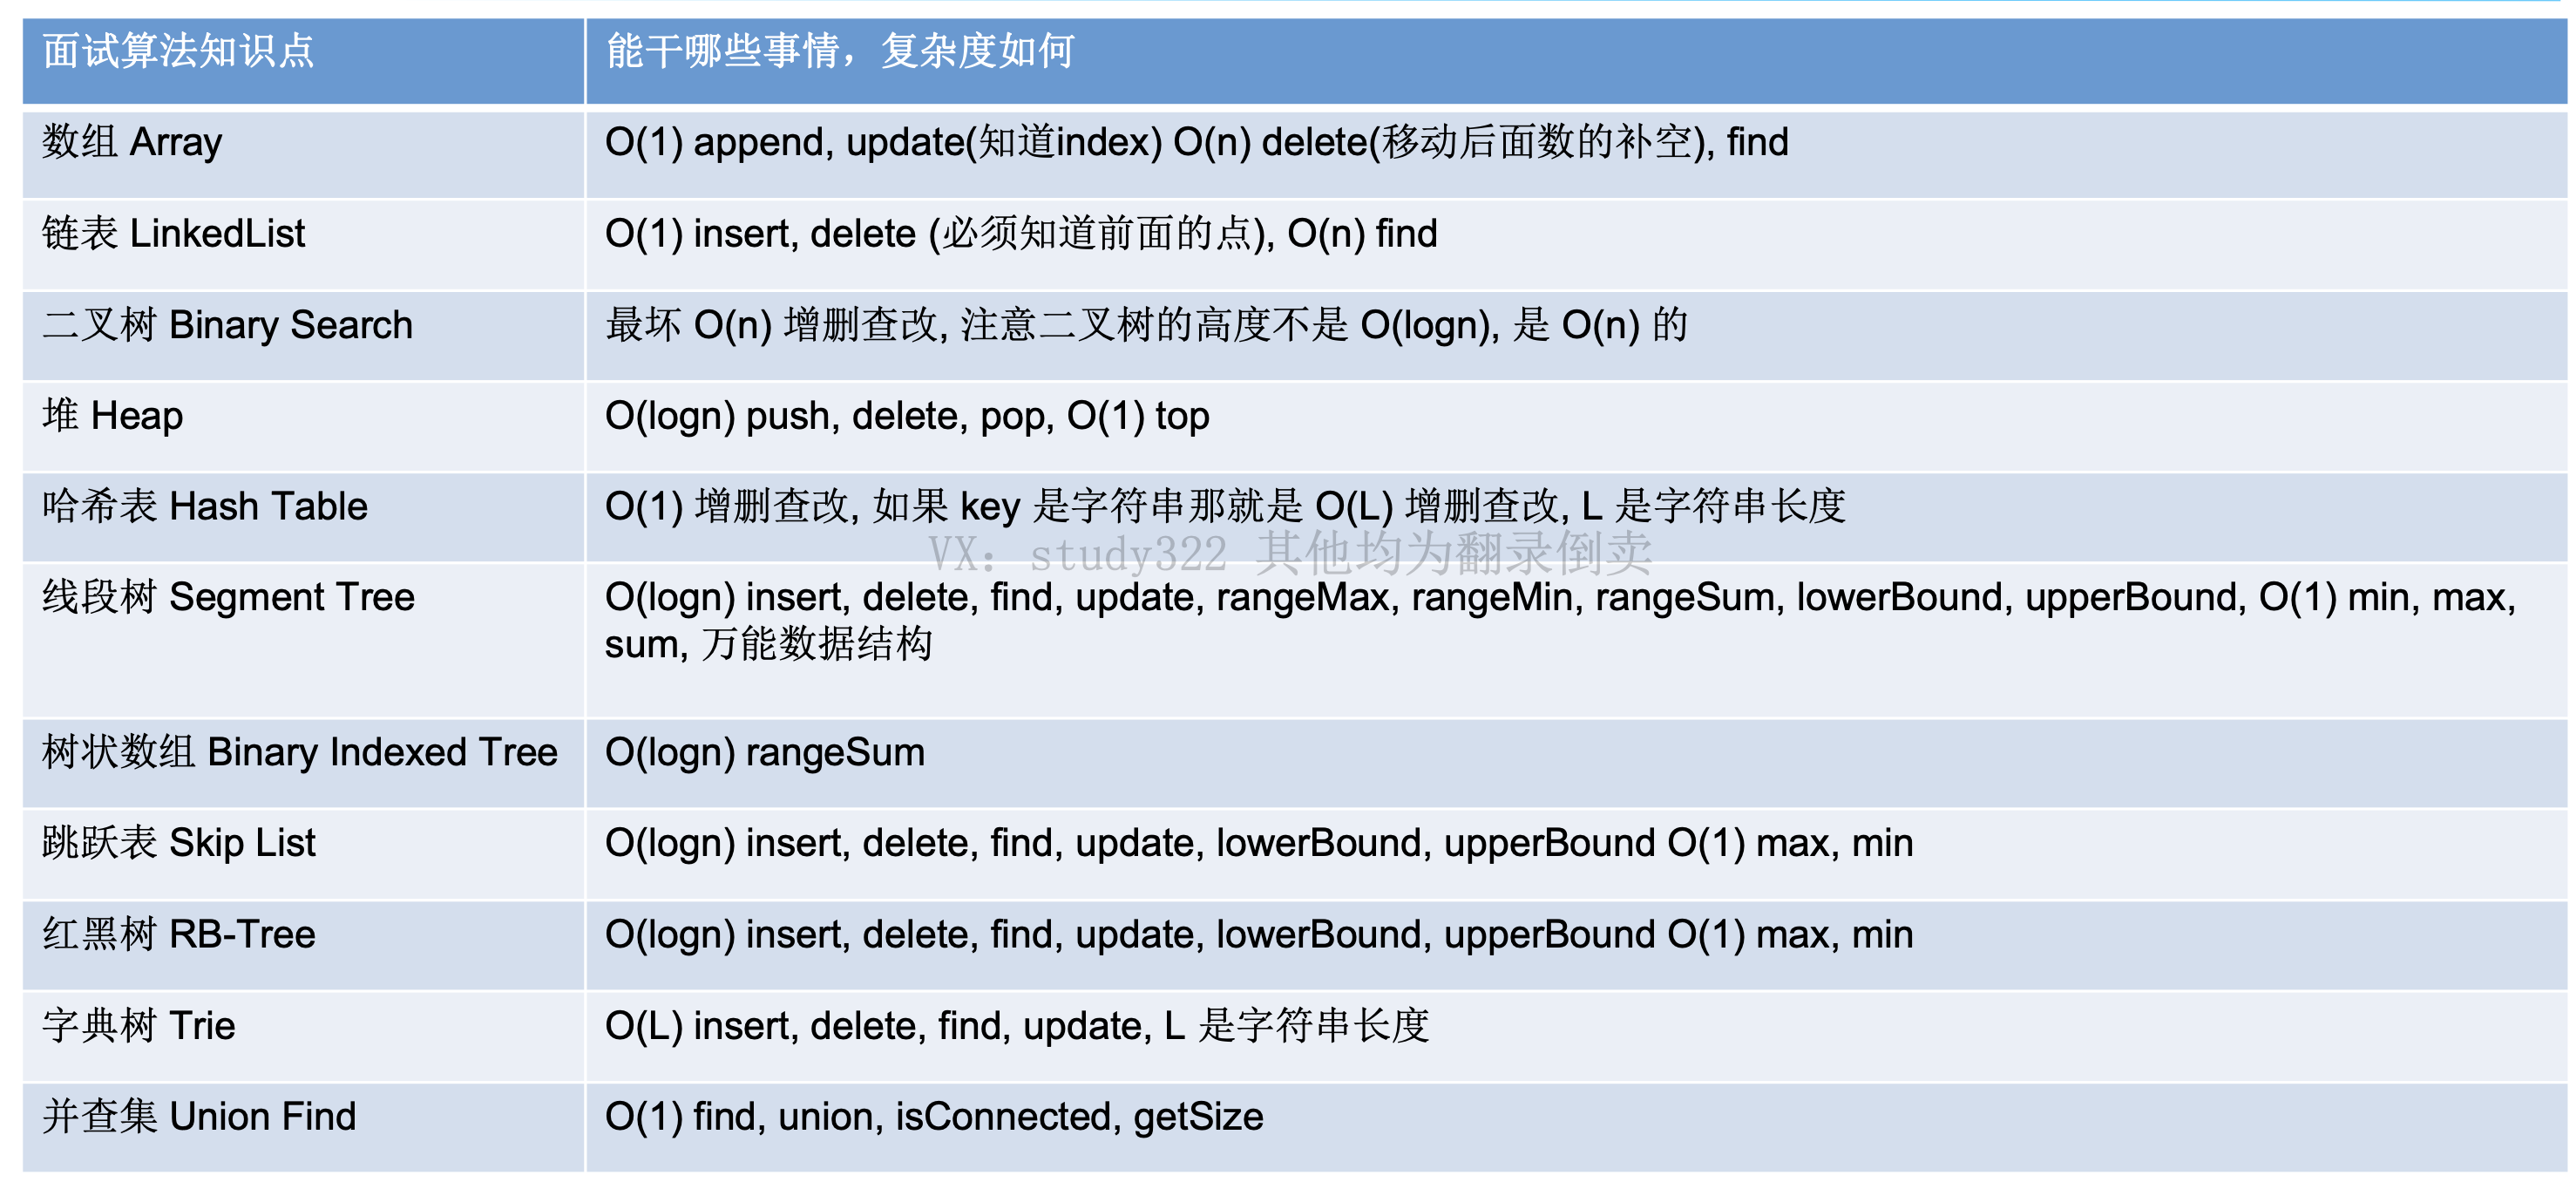 面试算法知识点 能干哪些事情，复杂度如何
数组 Array O(1) append, update(知道index) O(n) delete(移动后面数的补空), find
链表 LinkedList O(1) insert, delete (必须知道前面的点), O(n) find
二叉树 Binary Search 最坏 O(n) 增删查改, 注意二叉树的高度不是 O(logn), 是 O(n) 的
堆 Heap O(logn) push, delete, pop, O(1) top
哈希表 Hash Table O(1) 增删查改, 如果 key 是字符串那就是 O(L) 增删查改, L 是字符串长度
VX：study322 其他均为翻录倒卖
线段树 Segment Tree O(logn) insert, delete, find, update, rangeMax, rangeMin, rangeSum, lowerBound, upperBound, O(1) min, max,
sum, 万能数据结构
树状数组 Binary Indexed Tree O(logn) rangeSum
跳跃表 Skip List O(logn) insert, delete, find, update, lowerBound, upperBound O(1) max, min
红黑树 RB-Tree O(logn) insert, delete, find, update, lowerBound, upperBound O(1) max, min
字典树 Trie O(L) insert, delete, find, update, L 是字符串长度
并查集 Union Find O(1) find, union, isConnected, getSize